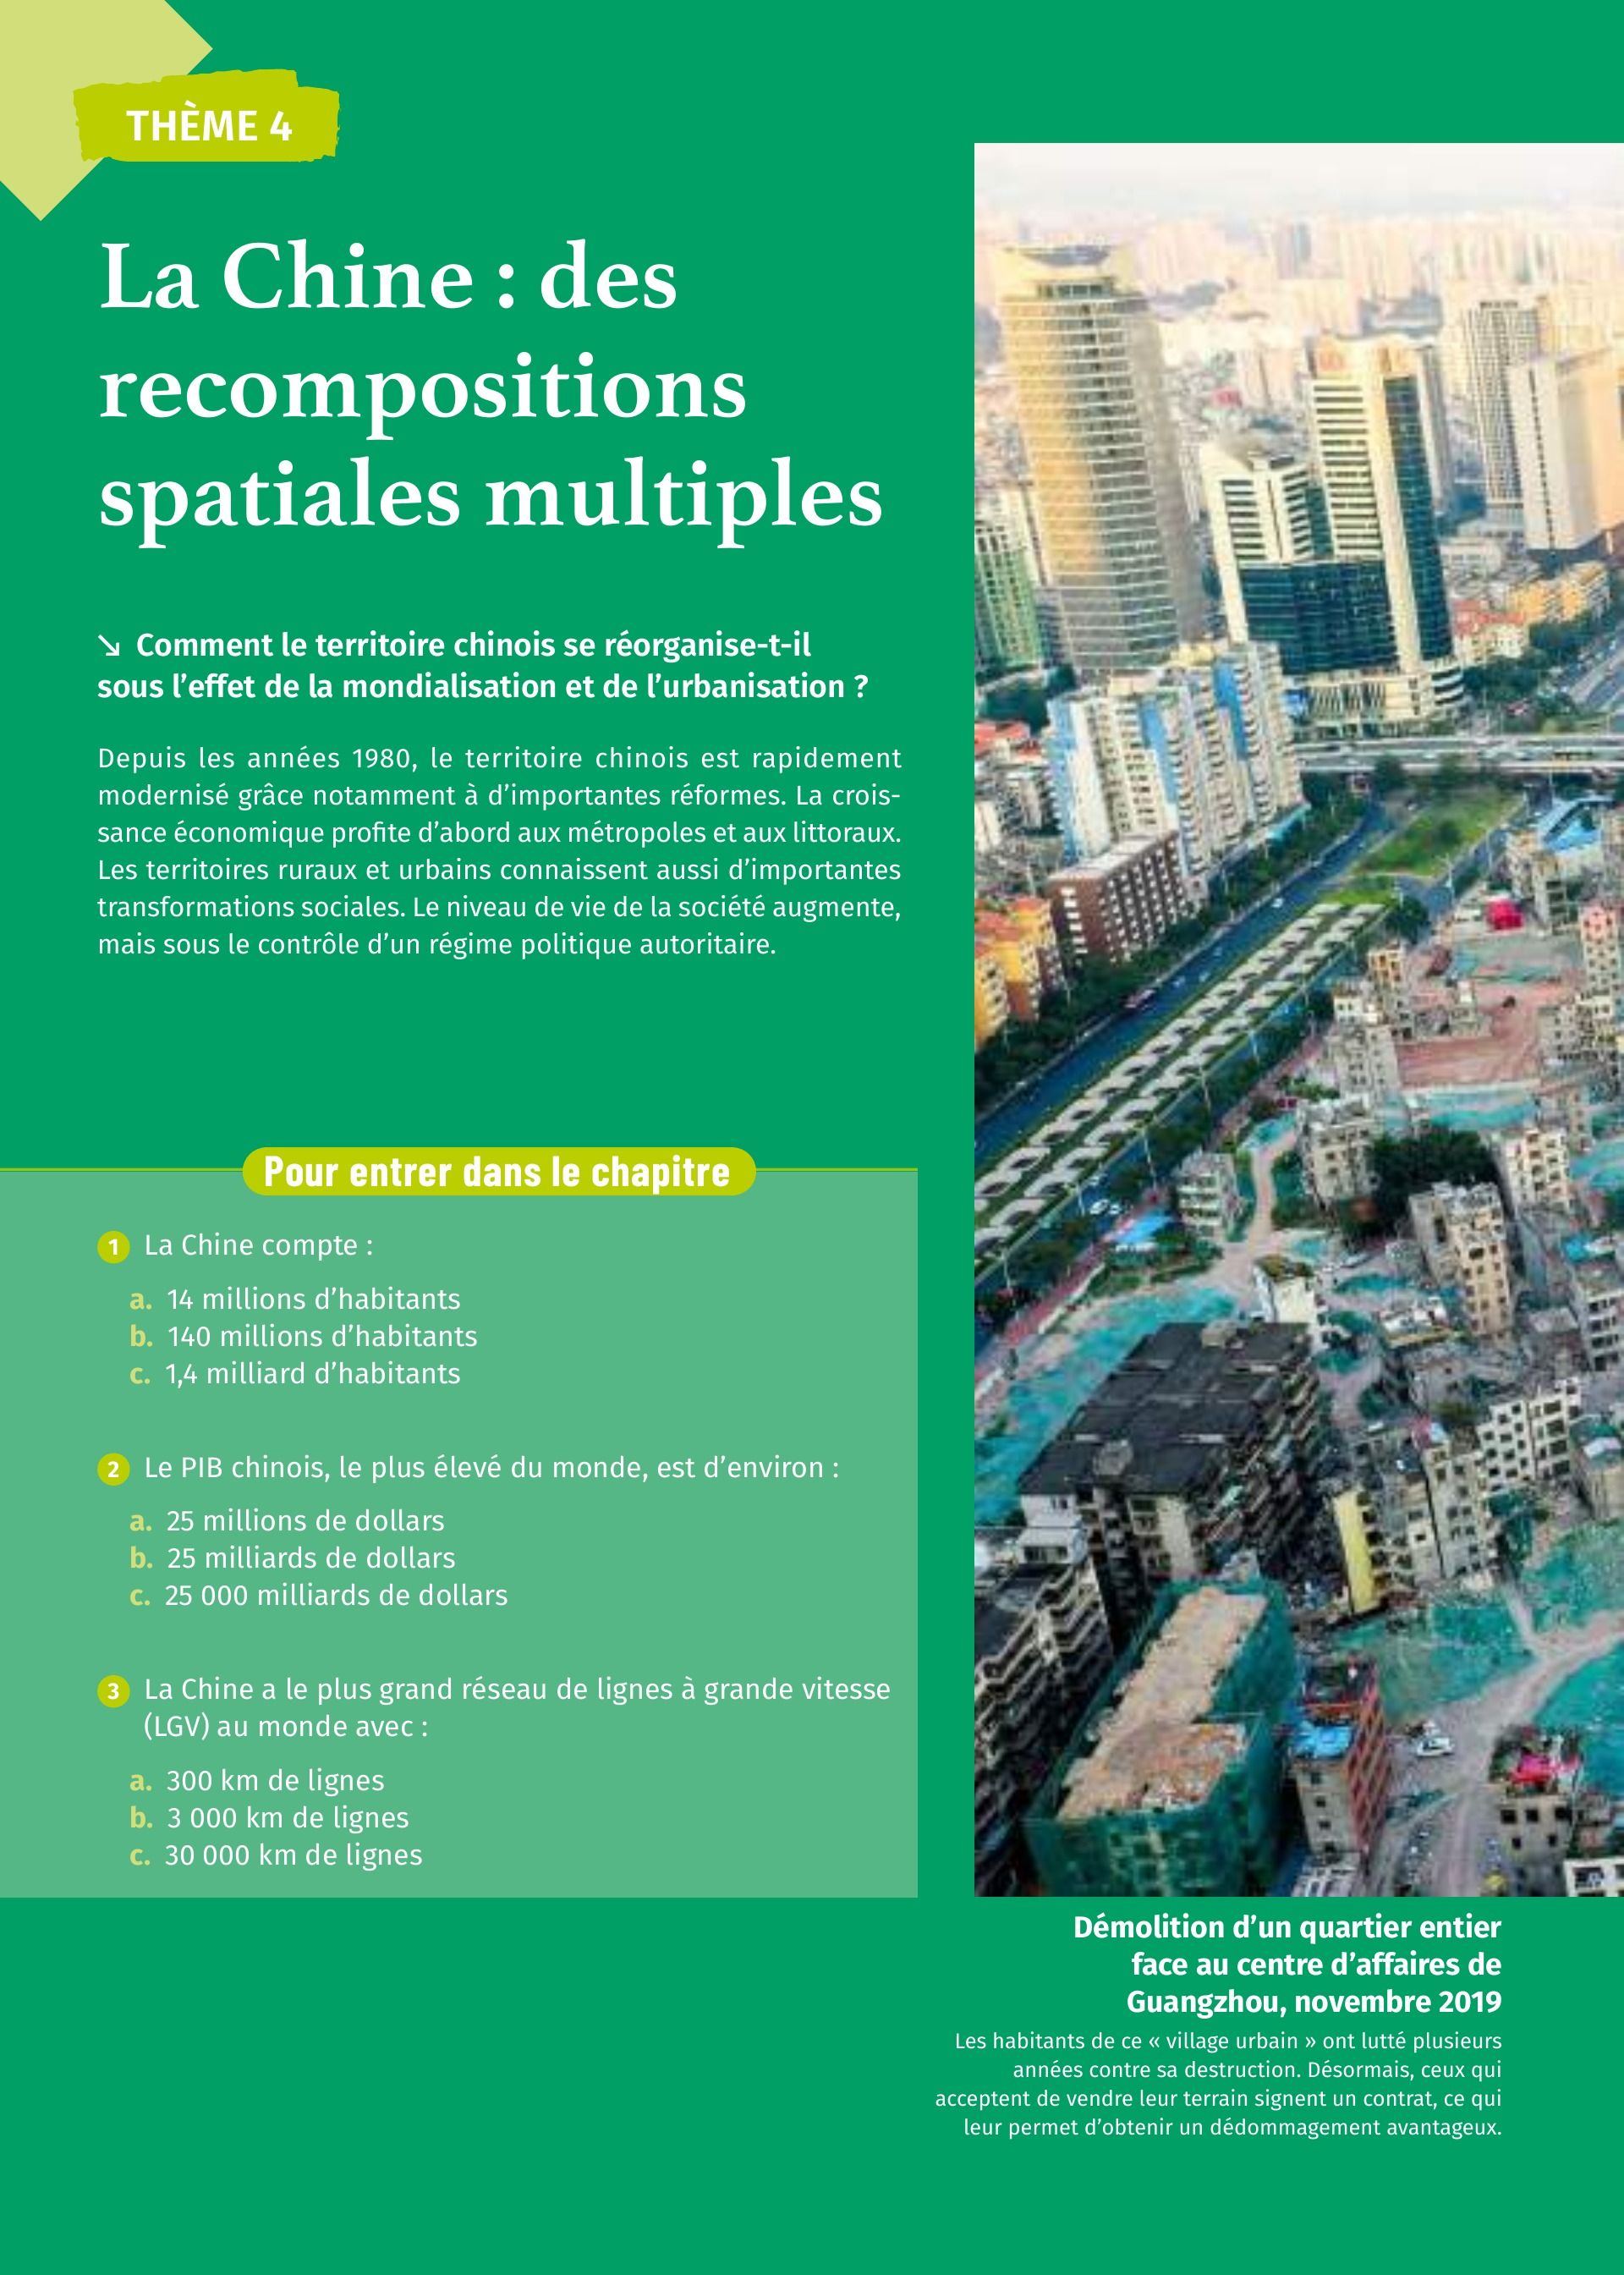 THÈME 4
La Chine : des
recompositions
spatiales multiples
↘ Comment le territoire chinois se réorganise-t-il
sous l’effet de la mondialisation et de l’urbanisation ?
Depuis les années 1980, le territoire chinois est rapidement
modernisé grâce notamment à d’importantes réformes. La crois-
sance économique profite d’abord aux métropoles et aux littoraux.
Les territoires ruraux et urbains connaissent aussi d’importantes
transformations sociales. Le niveau de vie de la société augmente,
mais sous le contrôle d’un régime politique autoritaire.
Pour entrer dans le chapitre
1 La Chine compte :
a. 14 millions d’habitants
b. 140 millions d’habitants
c. 1,4 milliard d’habitants
2 Le PIB chinois, le plus élevé du monde, est d’environ :
a. 25 millions de dollars
b. 25 milliards de dollars
c. 25 000 milliards de dollars
3 La Chine a le plus grand réseau de lignes à grande vitesse
(LGV) au monde avec :
a. 300 km de lignes
b. 3 000 km de lignes
c. 30 000 km de lignes
Démolition d’un quartier entier
face au centre d’affaires de
Guangzhou, novembre 2019
Les habitants de ce « village urbain » ont lutté plusieurs
années contre sa destruction. Désormais, ceux qui
acceptent de vendre leur terrain signent un contrat, ce qui
leur permet d’obtenir un dédommagement avantageux.